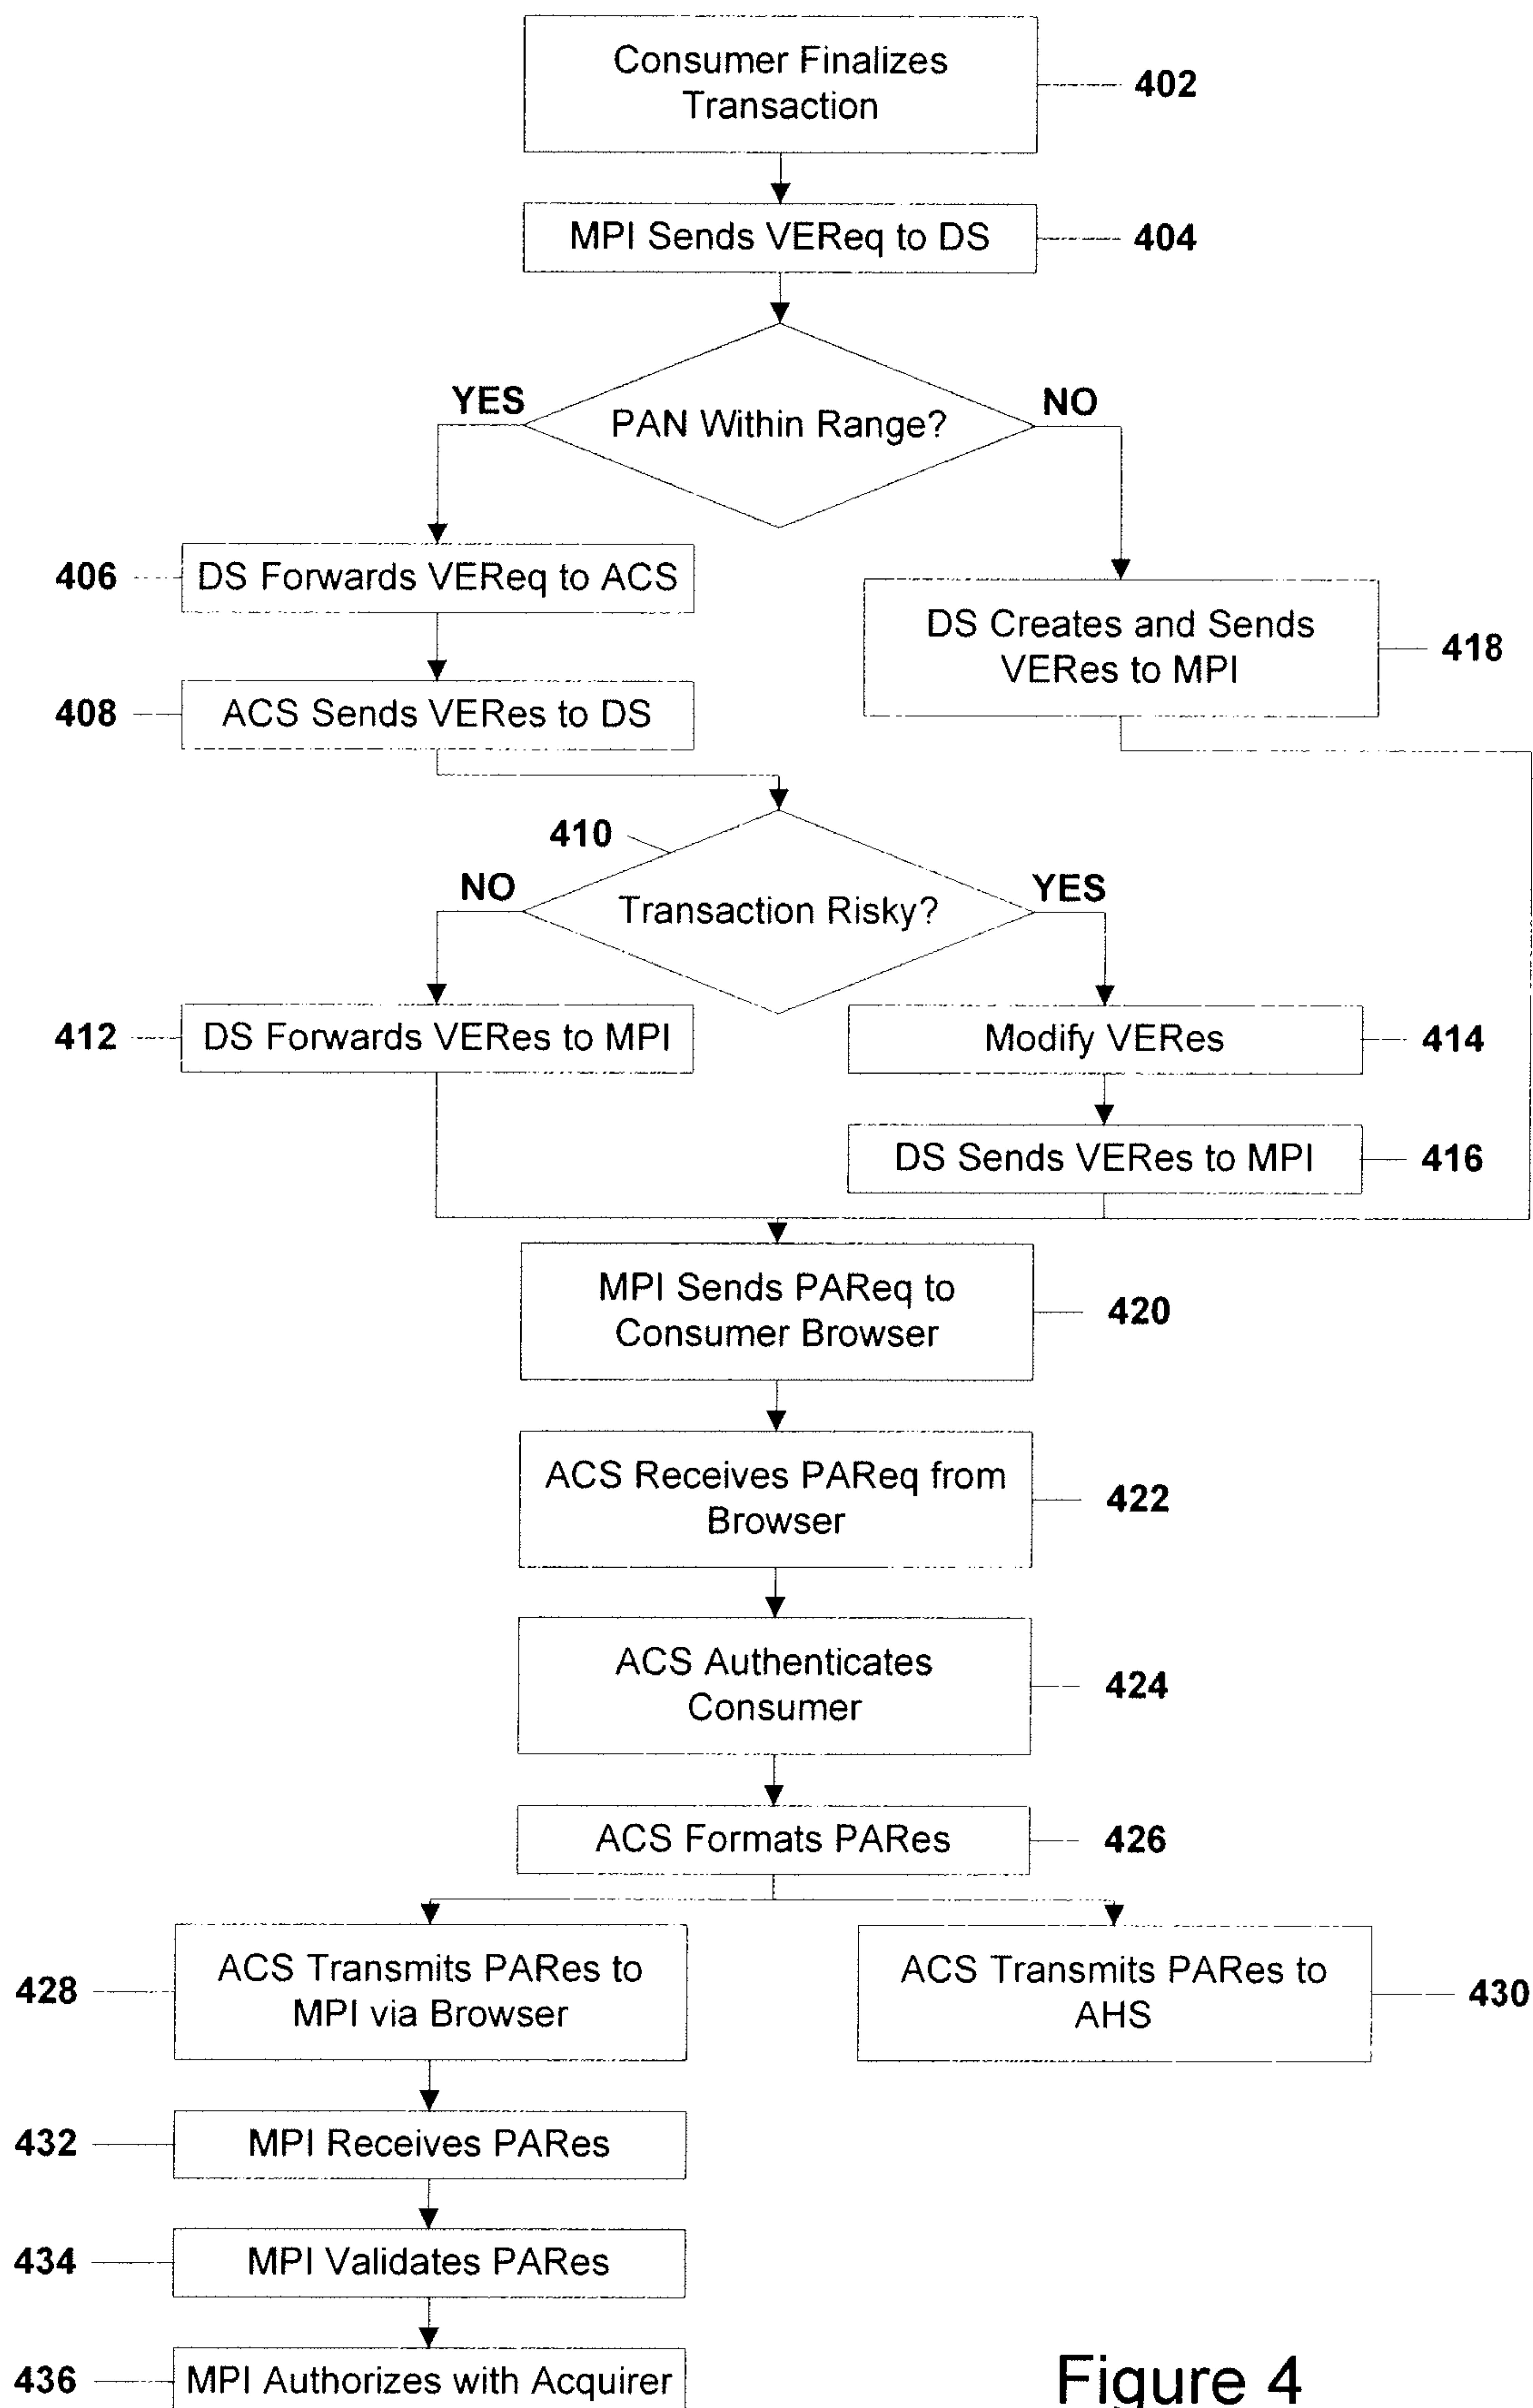 Consumer Finalizes
Transaction
402
MPI Sends VEReq to DS
404
YES
PAN Within Range?
NO
406
DS Forwards VEReq to ACS
DS Creates and Sends
VERes to MPI
418
408
ACS Sends VERes to DS
410
NO
Transaction Risky?
YES
412
DS Forwards VERes to MPI
Modify VERes
414
DS Sends VERes to MPI
416
MPI Sends PAReq to
Consumer Browser
420
ACS Receives PAReq from
Browser
422
ACS Authenticates
Consumer
424
ACS Formats PARes
426
428
ACS Transmits PARes to
MPI via Browser
ACS Transmits PARes to
AHS
430
432
MPI Receives PARes
434
MPI Validates PARes
436
MPI Authorizes with Acquirer
Figure 4